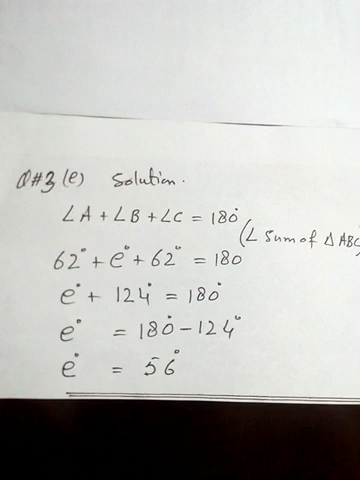 Q#3 (e) Solution.
∠A + ∠B + ∠C = 180°
(∠ Sum of △ABC
62° + e° + 62° = 180
e° + 124° = 180°
e° = 180° - 124°
e° = 56°